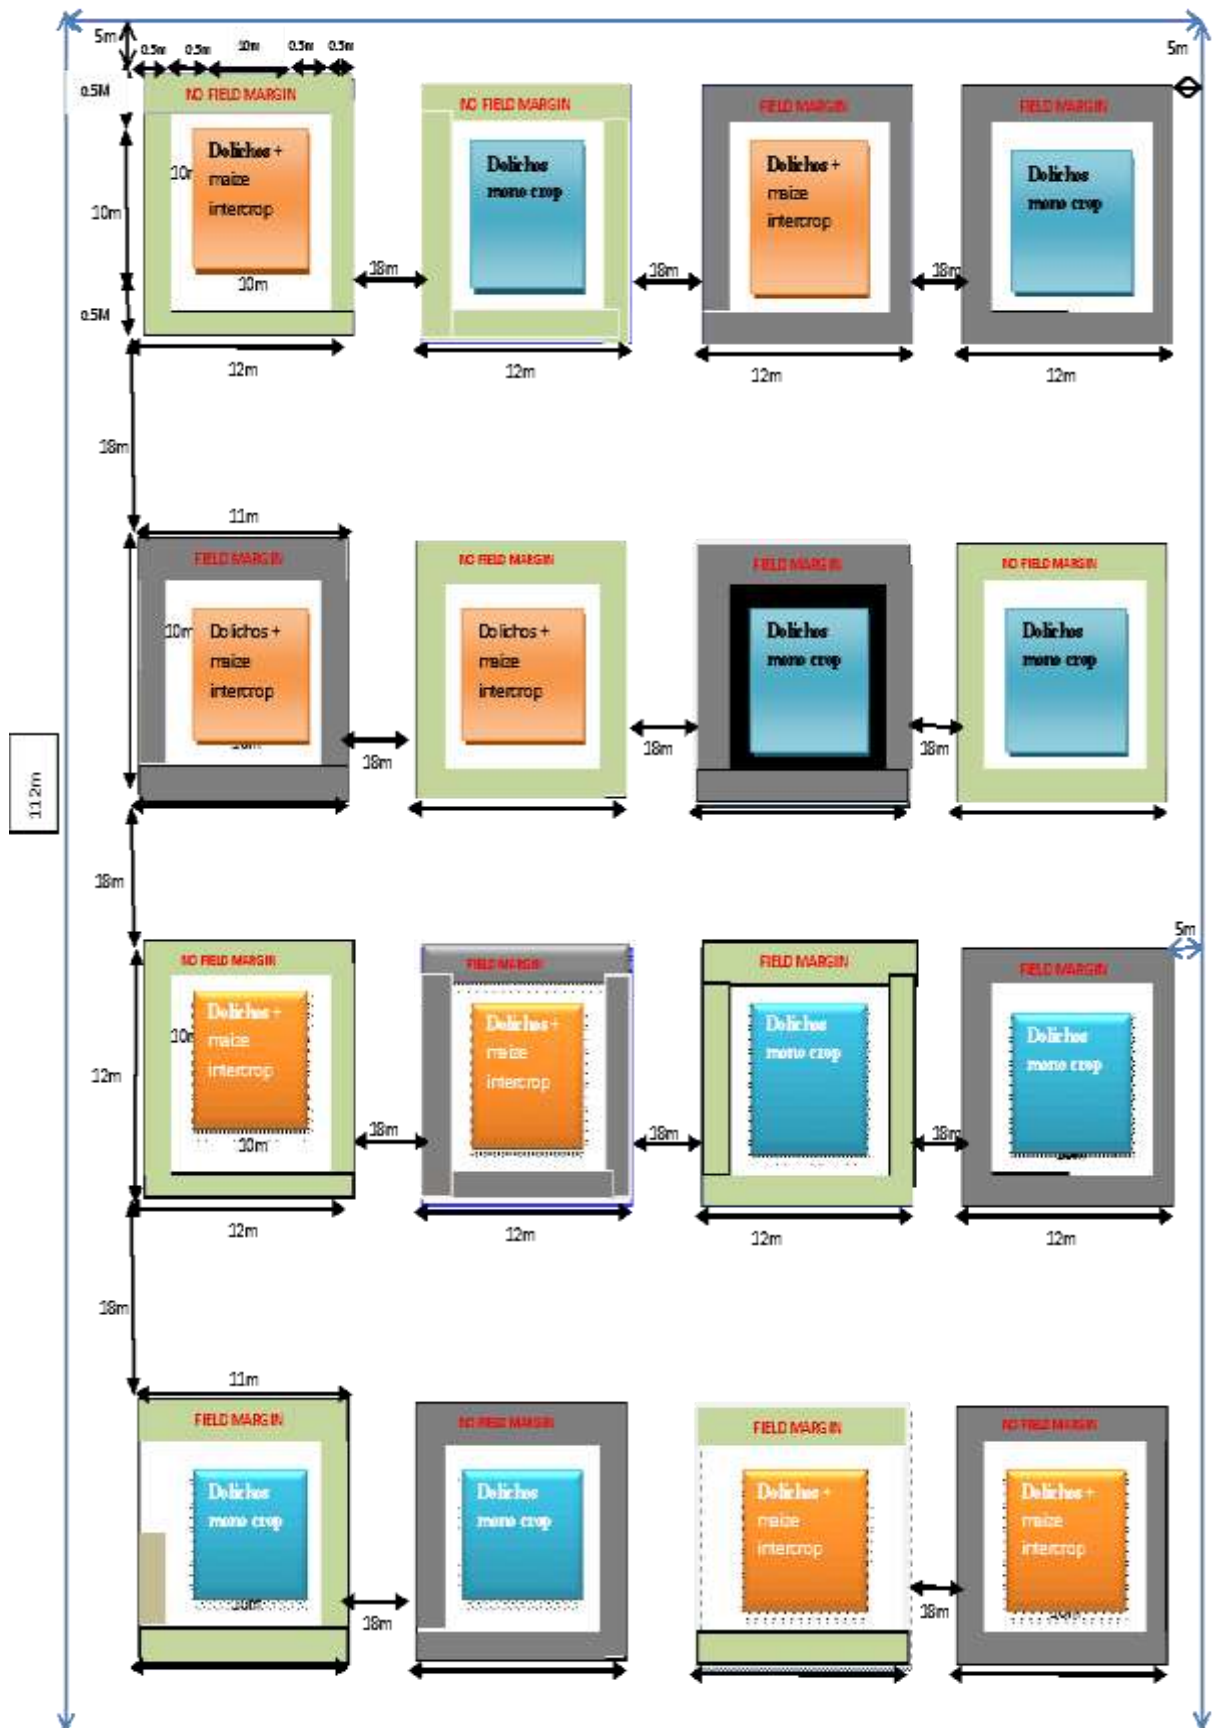 5m
5m
0.5m 0.5m 10m 0.5m 0.5m
0.5M
NO FIELD MARGIN
NO FIELD MARGIN
FIELD MARGIN
FIELD MARGIN
Dolichos +
maize
intercrop
Dolichos
mono crop
Dolichos +
maize
intercrop
Dolichos
mono crop
10m
10m
10m
18m
18m
18m
0.5M
12m
12m
12m
12m
18m
11m
FIELD MARGIN
NO FIELD MARGIN
FIELD MARGIN
NO FIELD MARGIN
10m
Dolichos +
maize
intercrop
Dolichos +
maize
intercrop
Dolichos
mono crop
Dolichos
mono crop
18m
18m
18m
112m
18m
5m
NO FIELD MARGIN
FIELD MARGIN
FIELD MARGIN
FIELD MARGIN
Dolichos +
maize
intercrop
Dolichos +
maize
intercrop
Dolichos
mono crop
Dolichos
mono crop
10m
12m
10m
18m
18m
18m
12m
12m
12m
12m
18m
11m
FIELD MARGIN
NO FIELD MARGIN
FIELD MARGIN
NO FIELD MARGIN
Dolichos
mono crop
Dolichos
mono crop
Dolichos +
maize
intercrop
Dolichos +
maize
intercrop
18m
18m